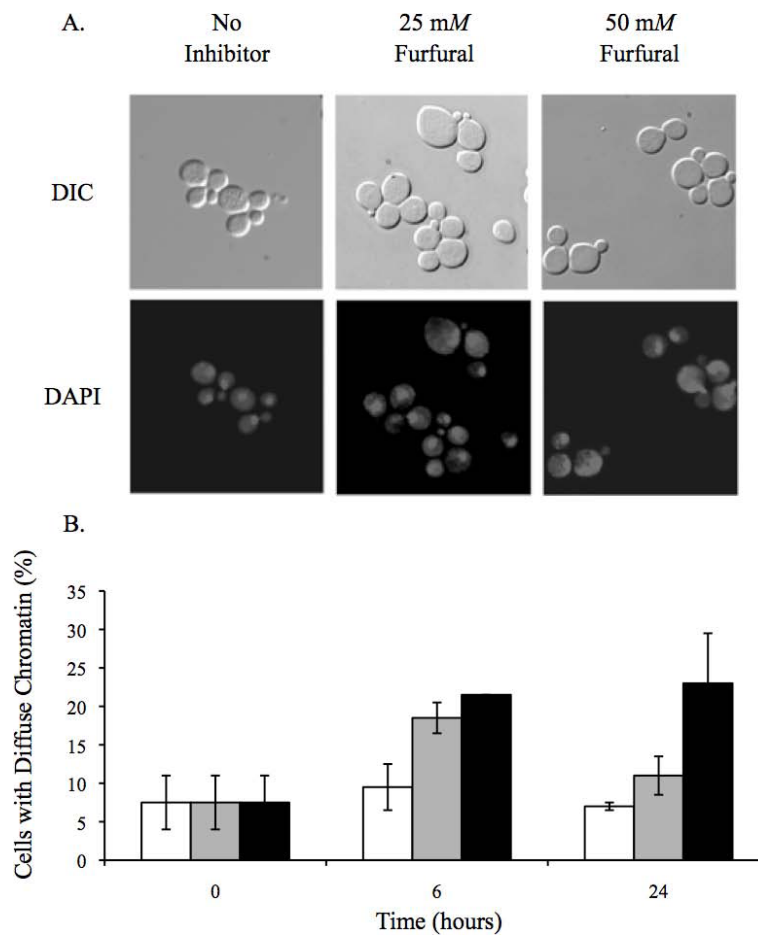 A.
No Inhibitor
25 mM Furfural
50 mM Furfural
DIC
DAPI
B.
Cells with Diffuse Chromatin (%)
35
30
25
20
15
10
5
0
0
6
24
Time (hours)